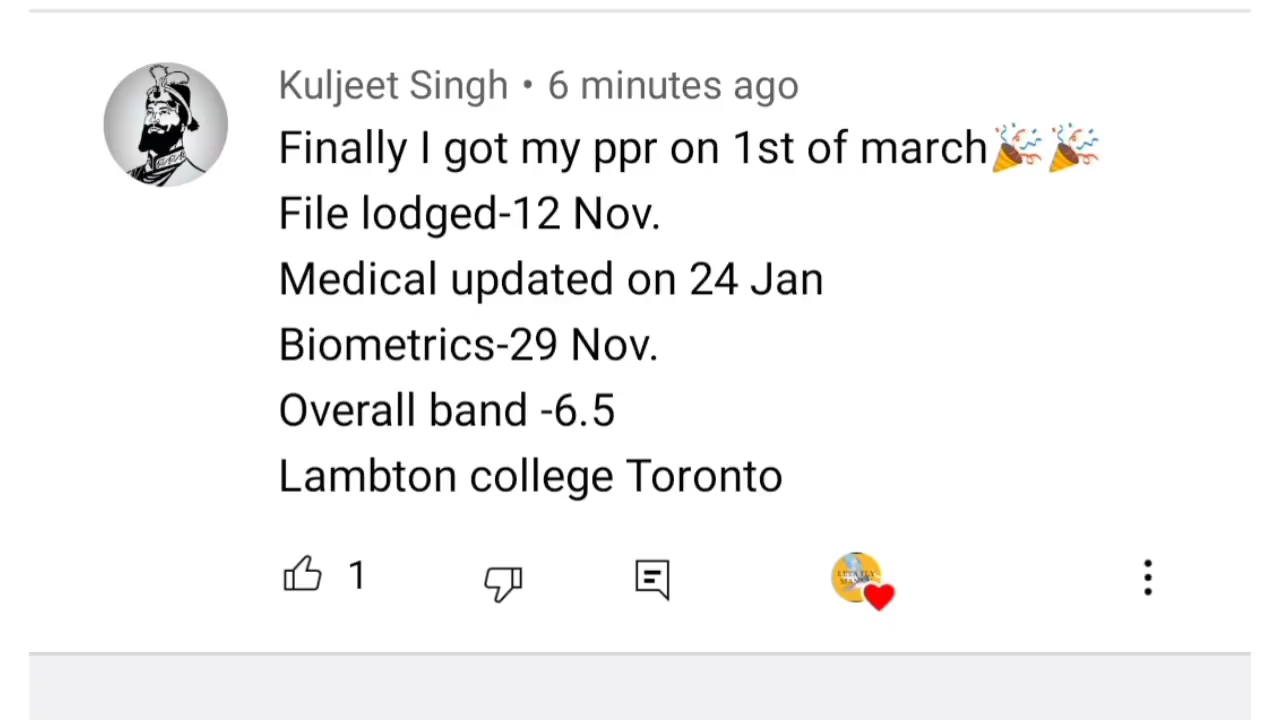 Kuljeet Singh • 6 minutes ago
Finally I got my ppr on 1st of march🎉🎉
File lodged-12 Nov.
Medical updated on 24 Jan
Biometrics-29 Nov.
Overall band -6.5
Lambton college Toronto
1